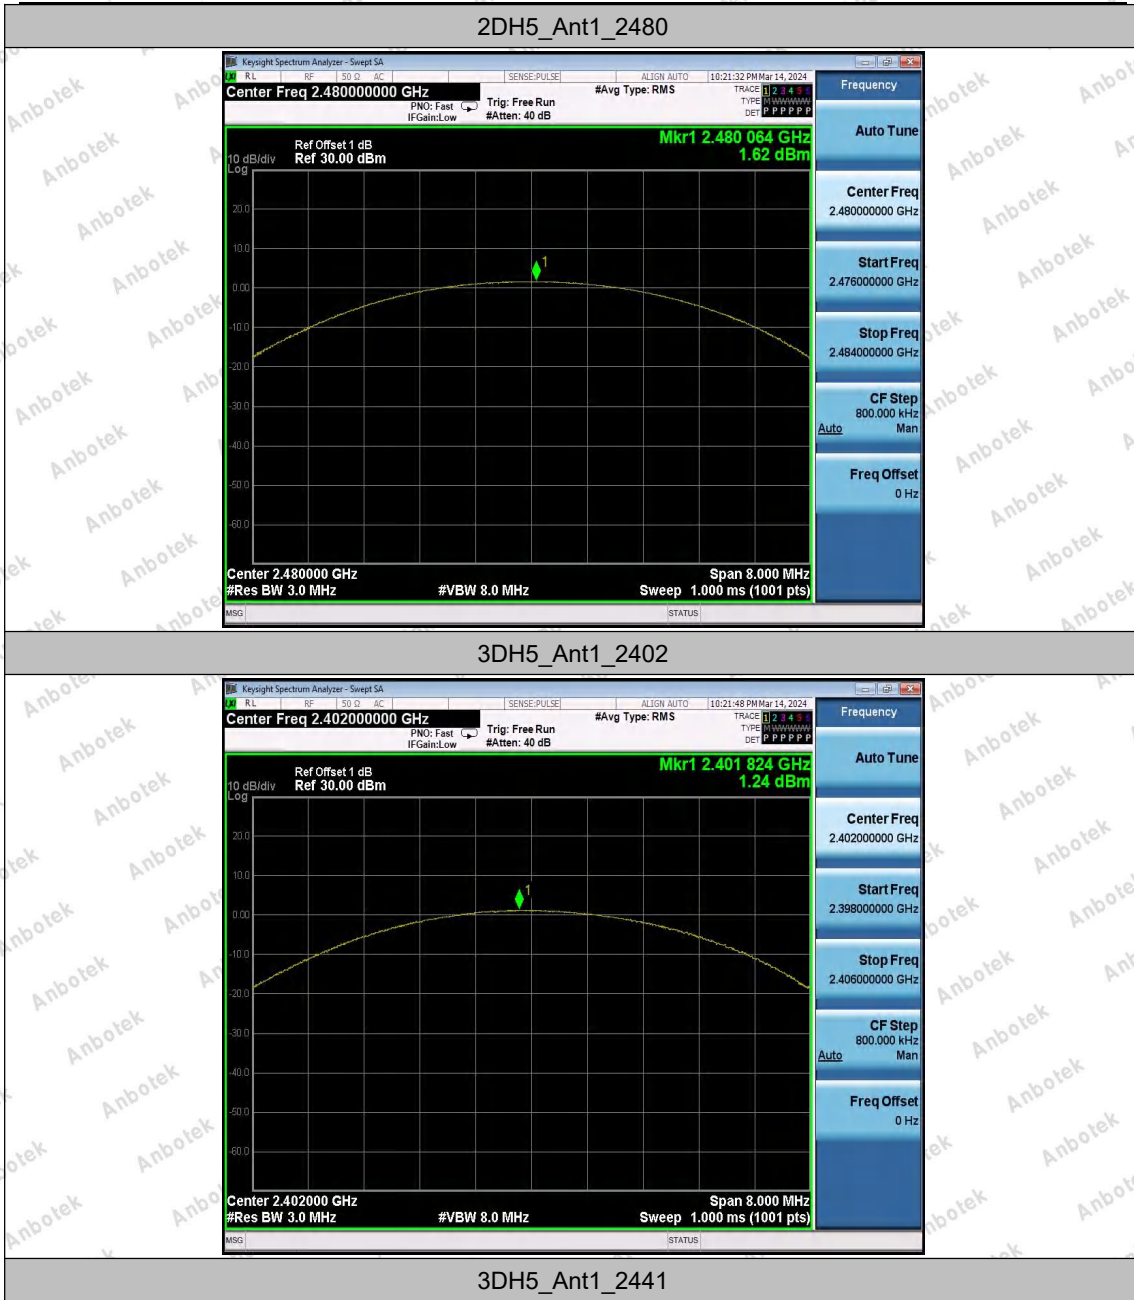 2DH5_Ant1_2480
Keysight Spectrum Analyzer - Swept SA
LXI RL RF 50 Ω AC SENSE:PULSE ALIGN AUTO 10:21:32 PM Mar 14, 2024
Center Freq 2.480000000 GHz
PNO: Fast
IFGain:Low
Trig: Free Run
#Atten: 40 dB
#Avg Type: RMS
TRACE 1 2 3 4 5 6
TYPE M WWWWW
DET P P P P P P
Ref Offset 1 dB
10 dB/div Ref 30.00 dBm
Log
Mkr1 2.480 064 GHz
1.62 dBm
1
20.0
10.0
0.00
-10.0
-20.0
-30.0
-40.0
-50.0
-60.0
Center 2.480000 GHz Span 8.000 MHz
#Res BW 3.0 MHz #VBW 8.0 MHz Sweep 1.000 ms (1001 pts)
MSG STATUS
Frequency
Auto Tune
Center Freq
2.480000000 GHz
Start Freq
2.476000000 GHz
Stop Freq
2.484000000 GHz
CF Step
800.000 kHz
Auto Man
Freq Offset
0 Hz
3DH5_Ant1_2402
Keysight Spectrum Analyzer - Swept SA
LXI RL RF 50 Ω AC SENSE:PULSE ALIGN AUTO 10:21:48 PM Mar 14, 2024
Center Freq 2.402000000 GHz
PNO: Fast
IFGain:Low
Trig: Free Run
#Atten: 40 dB
#Avg Type: RMS
TRACE 1 2 3 4 5 6
TYPE M WWWWW
DET P P P P P P
Ref Offset 1 dB
10 dB/div Ref 30.00 dBm
Log
Mkr1 2.401 824 GHz
1.24 dBm
1
20.0
10.0
0.00
-10.0
-20.0
-30.0
-40.0
-50.0
-60.0
Center 2.402000 GHz Span 8.000 MHz
#Res BW 3.0 MHz #VBW 8.0 MHz Sweep 1.000 ms (1001 pts)
MSG STATUS
Frequency
Auto Tune
Center Freq
2.402000000 GHz
Start Freq
2.398000000 GHz
Stop Freq
2.406000000 GHz
CF Step
800.000 kHz
Auto Man
Freq Offset
0 Hz
3DH5_Ant1_2441
Anbotek